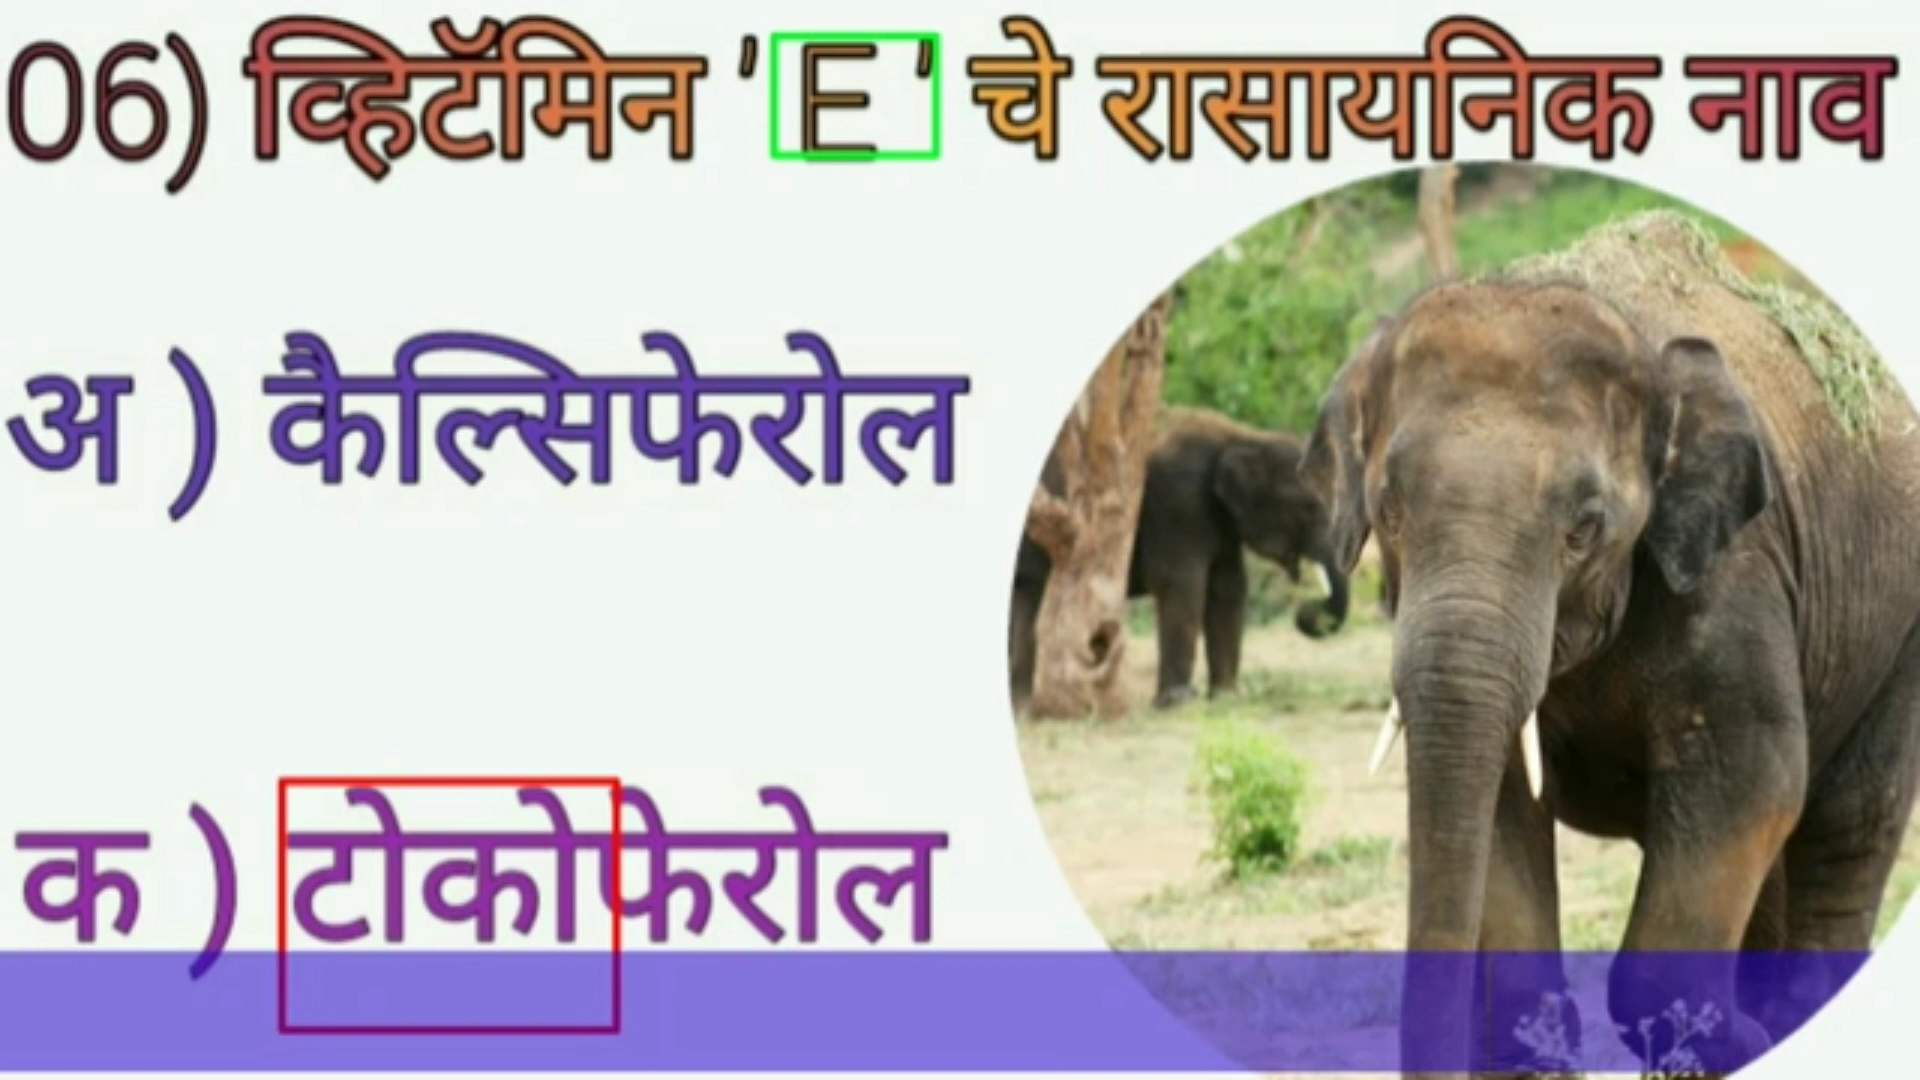 06) व्हिटॅमिन 'E' चे रासायनिक नाव
अ ) कैल्सिफेरोल
क ) टोकोफेरोल